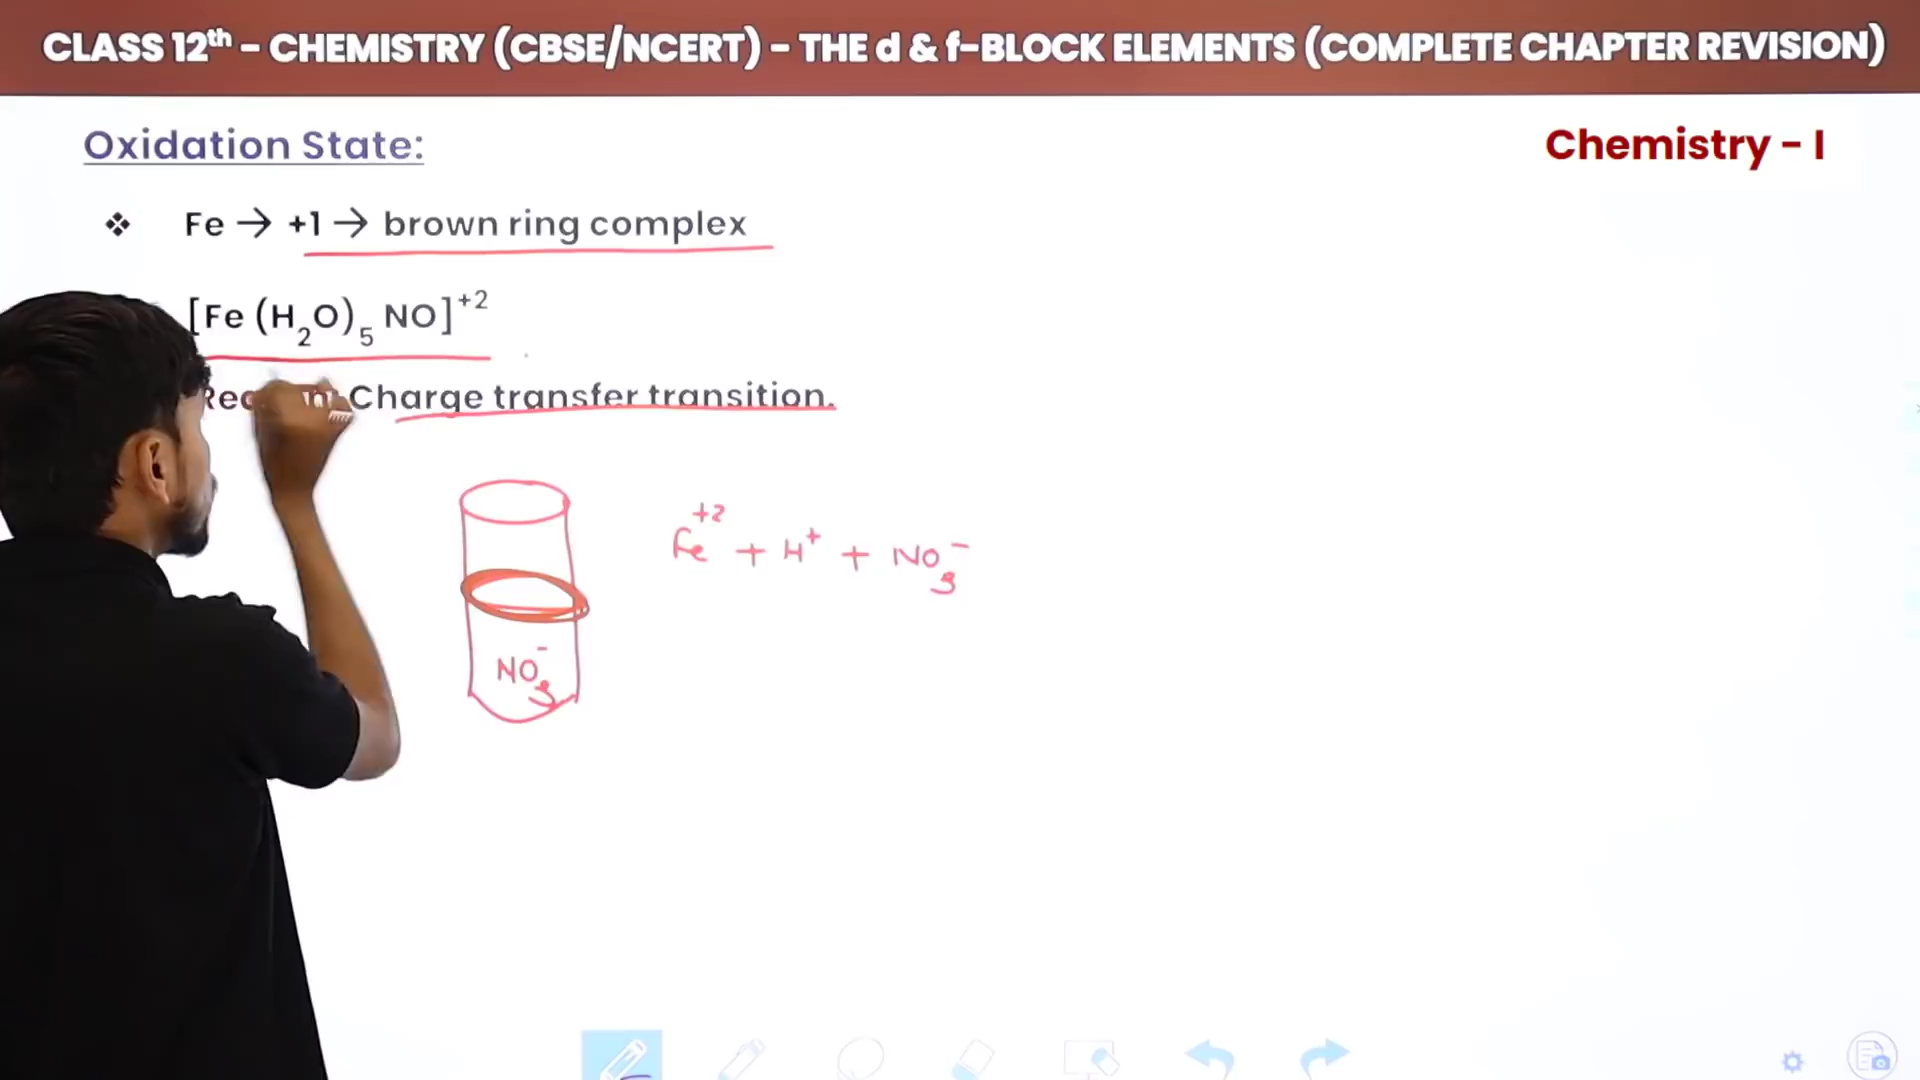 CLASS 12th - CHEMISTRY (CBSE/NCERT) - THE d & f-BLOCK ELEMENTS (COMPLETE CHAPTER REVISION)
Oxidation State:
Chemistry - I
❖ Fe → +1 → brown ring complex
[Fe (H₂O)₅ NO]⁺²
Charge transfer transition.
Fe⁺² + H⁺ + NO₃⁻
NO₃⁻